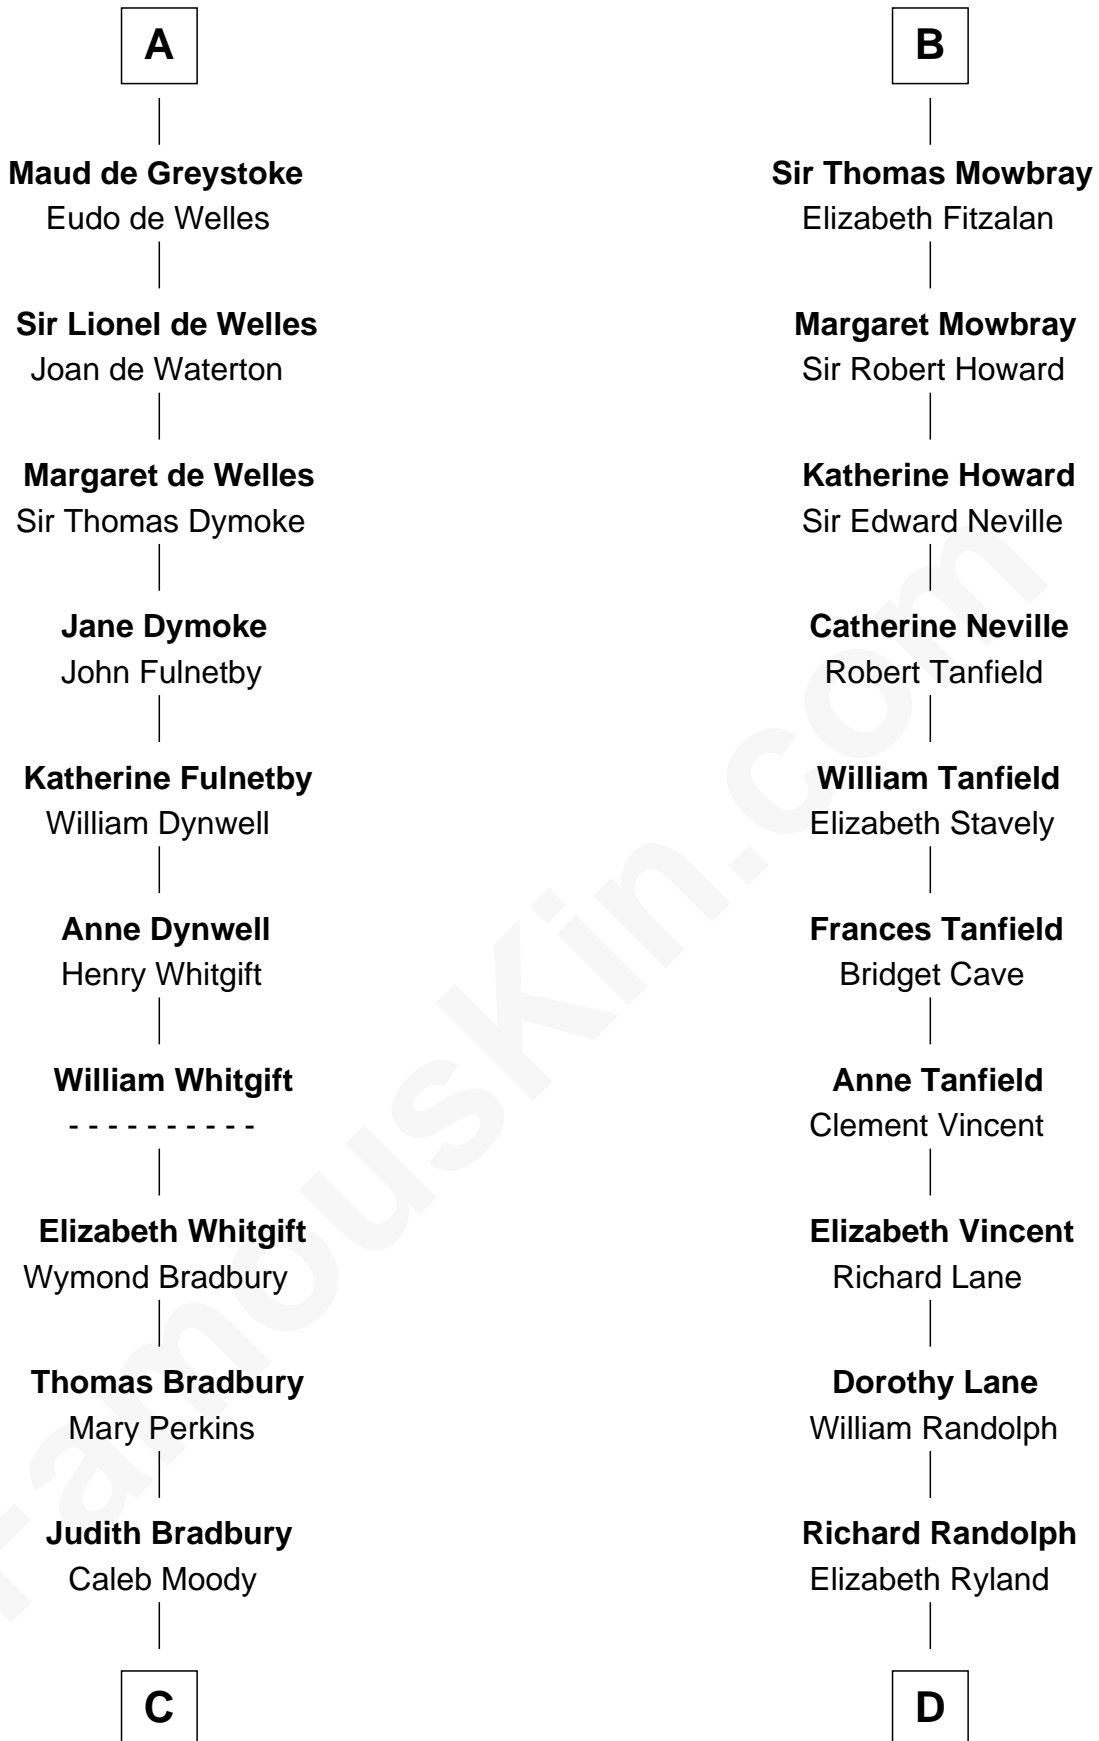 A
Maud de Greystoke
Eudo de Welles
Sir Lionel de Welles
Joan de Waterton
Margaret de Welles
Sir Thomas Dymoke
Jane Dymoke
John Fulnetby
Katherine Fulnetby
William Dynwell
Anne Dynwell
Henry Whitgift
William Whitgift
- - - - - - - - - -
Elizabeth Whitgift
Wymond Bradbury
Thomas Bradbury
Mary Perkins
Judith Bradbury
Caleb Moody
C
B
Sir Thomas Mowbray
Elizabeth Fitzalan
Margaret Mowbray
Sir Robert Howard
Katherine Howard
Sir Edward Neville
Catherine Neville
Robert Tanfield
William Tanfield
Elizabeth Stavely
Frances Tanfield
Bridget Cave
Anne Tanfield
Clement Vincent
Elizabeth Vincent
Richard Lane
Dorothy Lane
William Randolph
Richard Randolph
Elizabeth Ryland
D
FamousKin.com